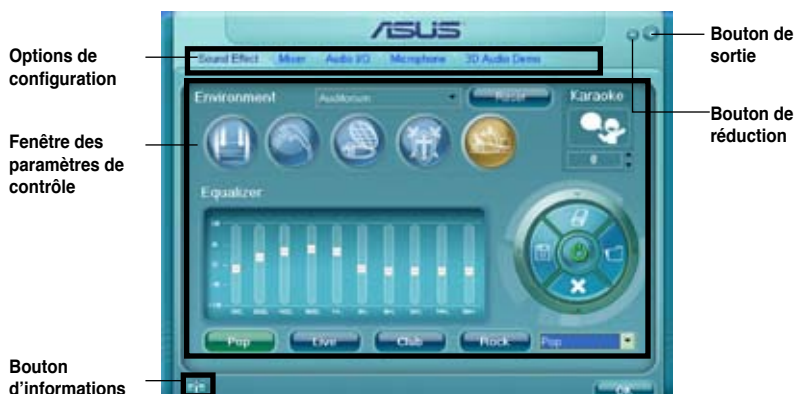 ASUS
Options de configuration
Bouton de sortie
Sound Effect Mixer Audio I/O Microphone 3D Audio Demo
Environment Auditorium Reset Karaoke
0
Bouton de réduction
Fenêtre des paramètres de contrôle
Equalizer
Pop Live Club Rock Pop
Bouton d'informations
OK